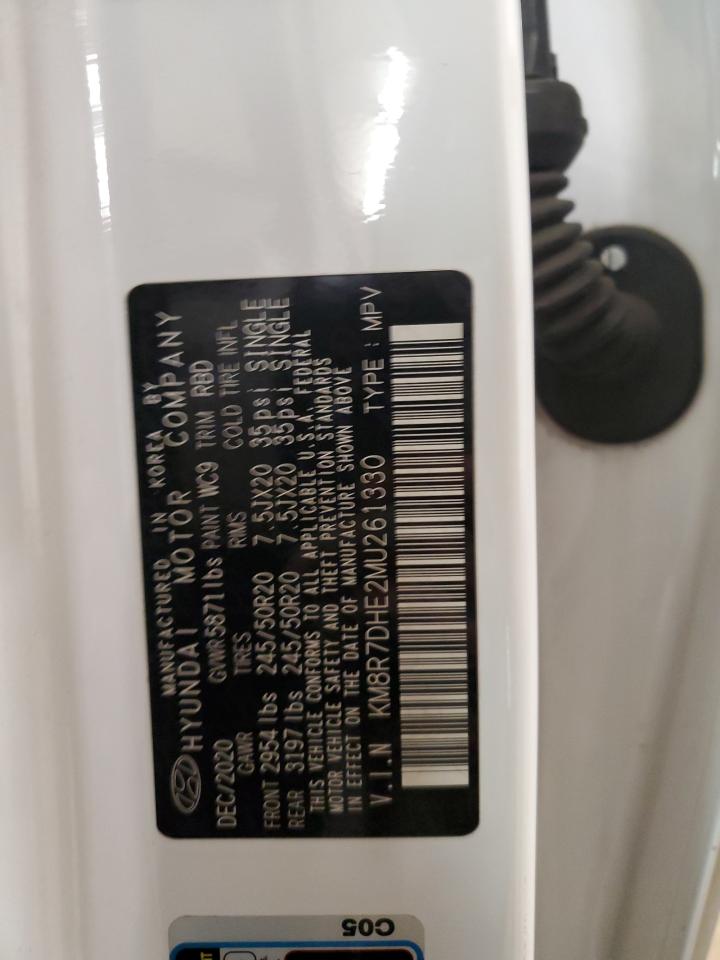 MANUFACTURED IN KOREA BY
HYUNDAI MOTOR COMPANY
DEC/2020 GVWR5871lbs PAINT WC9 TRIM RBD
GAWR TIRES RMS COLD TIRE INFL
FRONT 2954lbs 245/50R20 7.5JX20 35psi SINGLE
REAR 3197lbs 245/50R20 7.5JX20 35psi SINGLE
THIS VEHICLE CONFORMS TO ALL APPLICABLE U.S.A. FEDERAL
MOTOR VEHICLE SAFETY AND THEFT PREVENTION STANDARDS
IN EFFECT ON THE DATE OF MANUFACTURE SHOWN ABOVE
V.I.N KM8R7DHE2MU261330 TYPE : MPV
C05